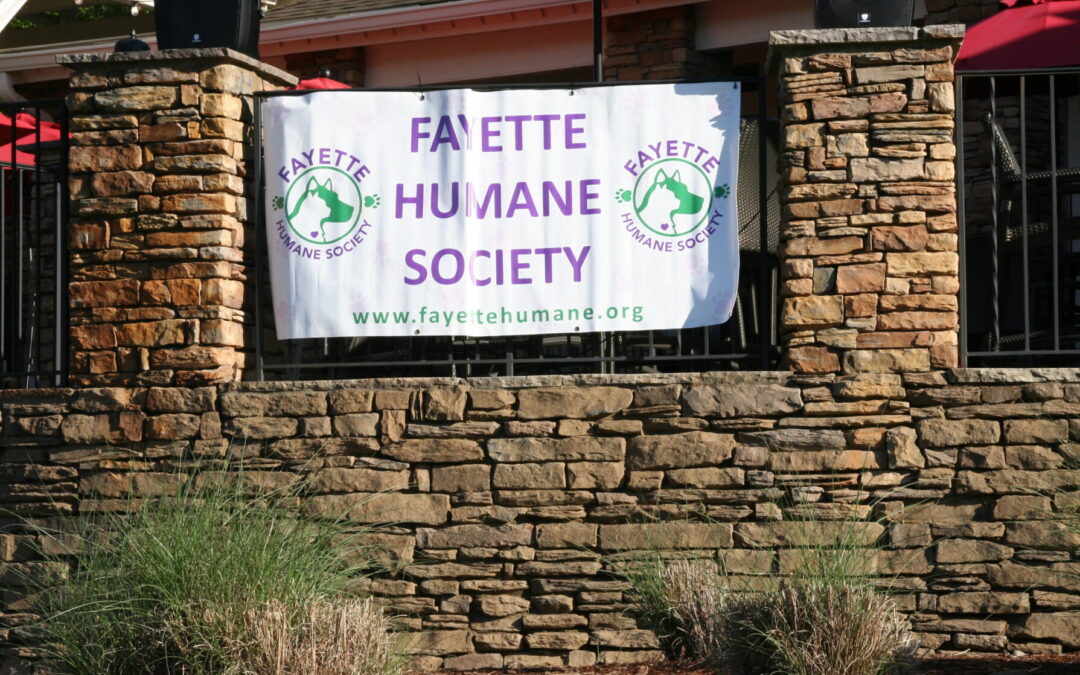 FAYETTE
HUMANE
SOCIETY
www.fayettehumane.org
FAYETTE
HUMANE SOCIETY
FAYETTE
HUMANE SOCIETY